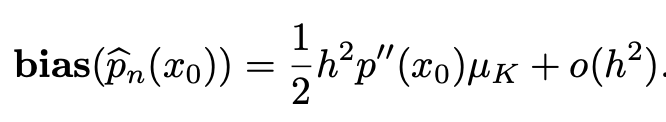 bias(p̂ₙ(x₀)) = ½h²p″(x₀)μ_K + o(h²).